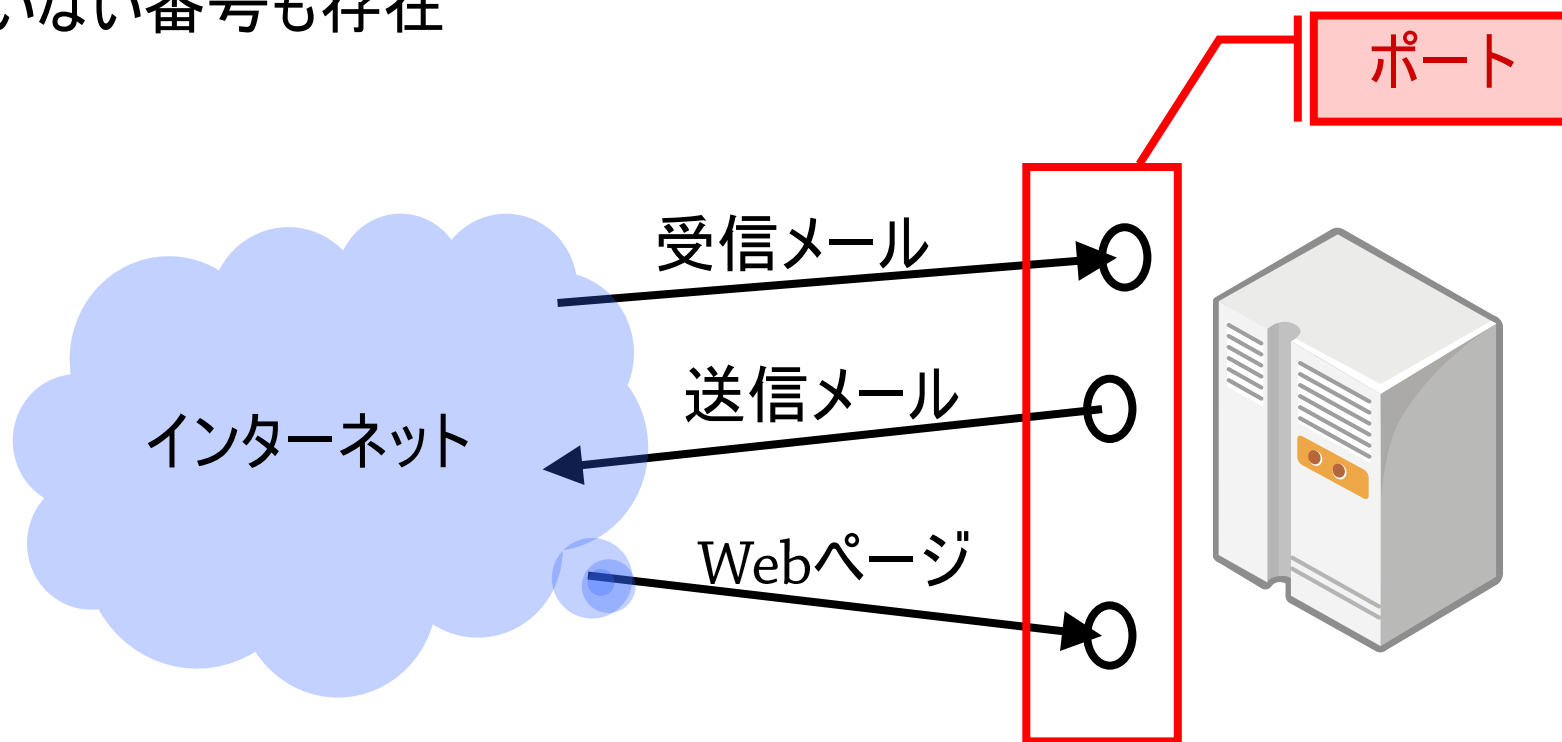 いない番号も存在
ポート
受信メール
送信メール
インターネット
Webページ